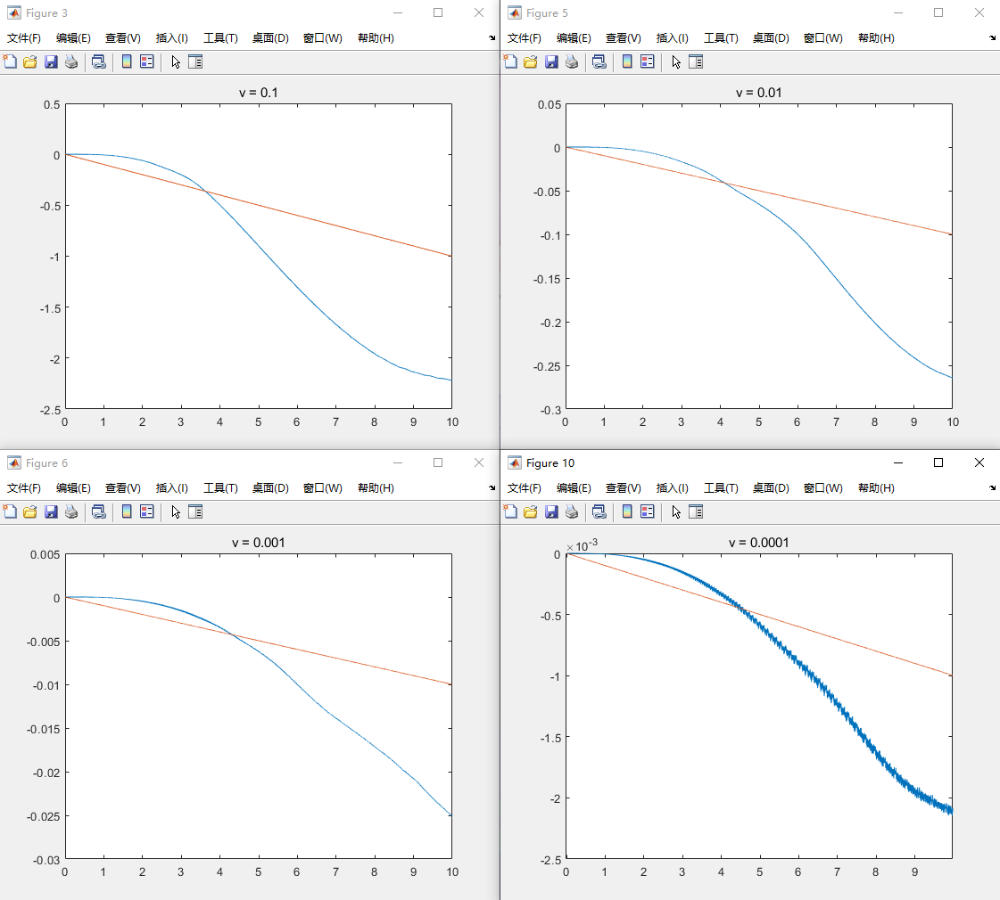 Figure 3
文件(F) 编辑(E) 查看(V) 插入(I) 工具(T) 桌面(D) 窗口(W) 帮助(H)
v = 0.1
0.5
0
-0.5
-1
-1.5
-2
-2.5
0 1 2 3 4 5 6 7 8 9 10
Figure 5
文件(F) 编辑(E) 查看(V) 插入(I) 工具(T) 桌面(D) 窗口(W) 帮助(H)
v = 0.01
0.05
0
-0.05
-0.1
-0.15
-0.2
-0.25
-0.3
0 1 2 3 4 5 6 7 8 9 10
Figure 6
文件(F) 编辑(E) 查看(V) 插入(I) 工具(T) 桌面(D) 窗口(W) 帮助(H)
v = 0.001
0.005
0
-0.005
-0.01
-0.015
-0.02
-0.025
-0.03
0 1 2 3 4 5 6 7 8 9 10
Figure 10
文件(F) 编辑(E) 查看(V) 插入(I) 工具(T) 桌面(D) 窗口(W) 帮助(H)
v = 0.0001
×10⁻³
0
-0.5
-1
-1.5
-2
-2.5
0 1 2 3 4 5 6 7 8 9